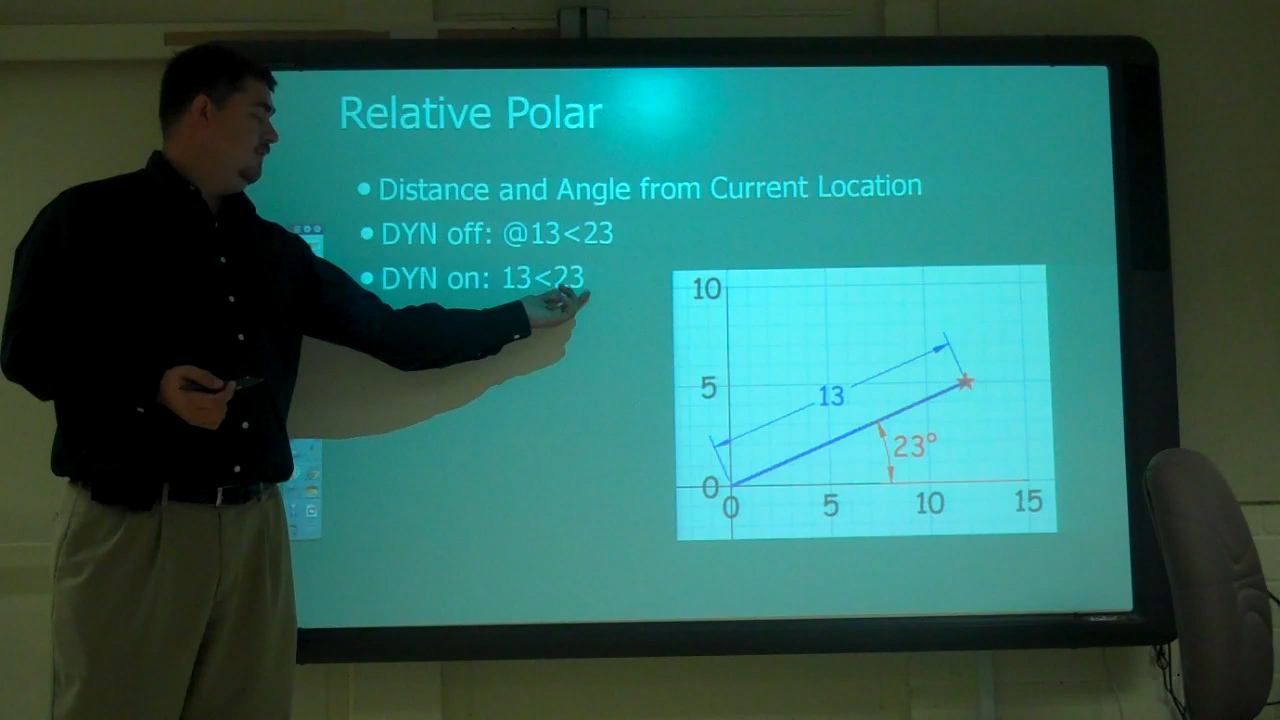 Relative Polar
• Distance and Angle from Current Location
• DYN off: @13<23
• DYN on: 13<23
10
5
13
23°
0
0 5 10 15